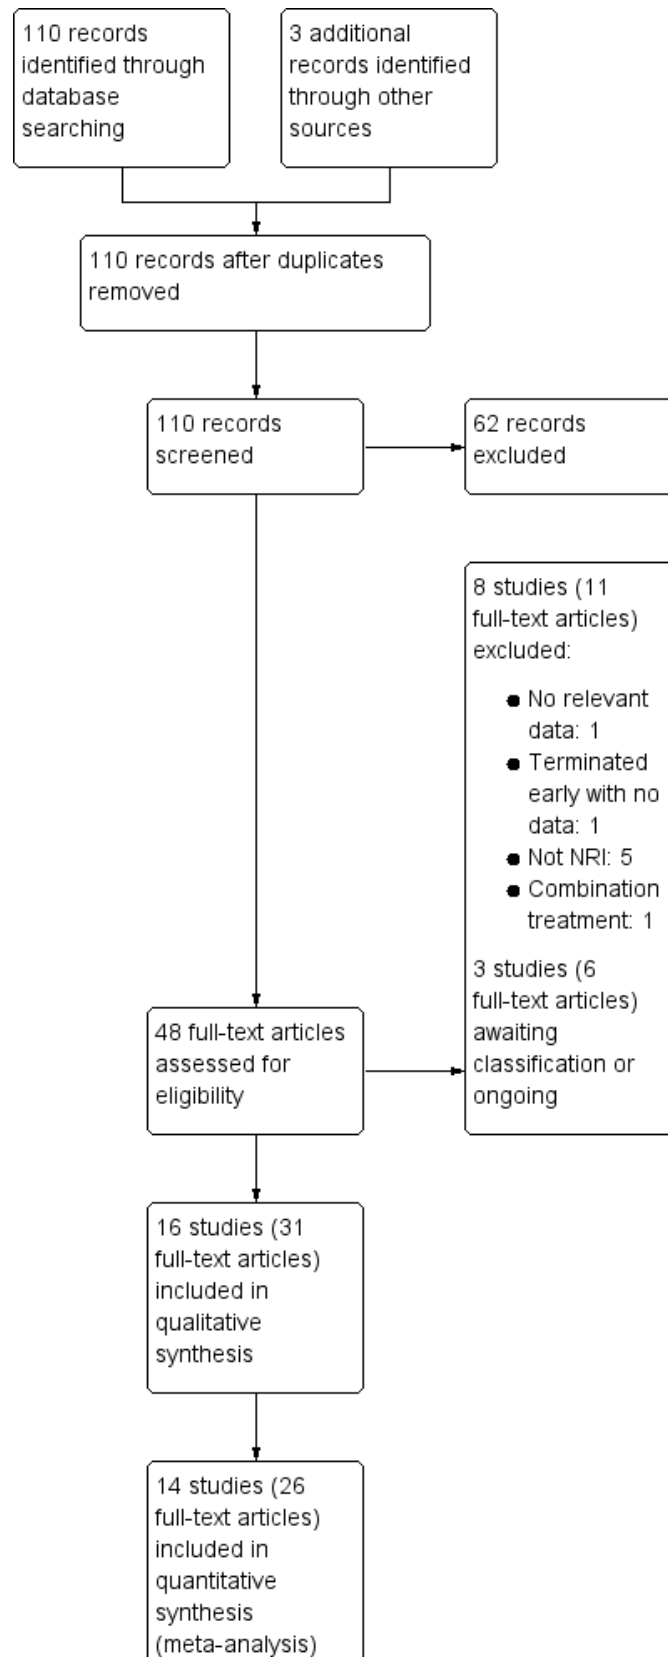 110 records
identified through
database
searching
3 additional
records identified
through other
sources
110 records after duplicates
removed
110 records
screened
62 records
excluded
8 studies (11
full-text articles)
excluded:
● No relevant
data: 1
● Terminated
early with no
data: 1
● Not NRI: 5
● Combination
treatment: 1
3 studies (6
full-text articles)
awaiting
classification or
ongoing
48 full-text articles
assessed for
eligibility
16 studies (31
full-text articles)
included in
qualitative
synthesis
14 studies (26
full-text articles)
included in
quantitative
synthesis
(meta-analysis)